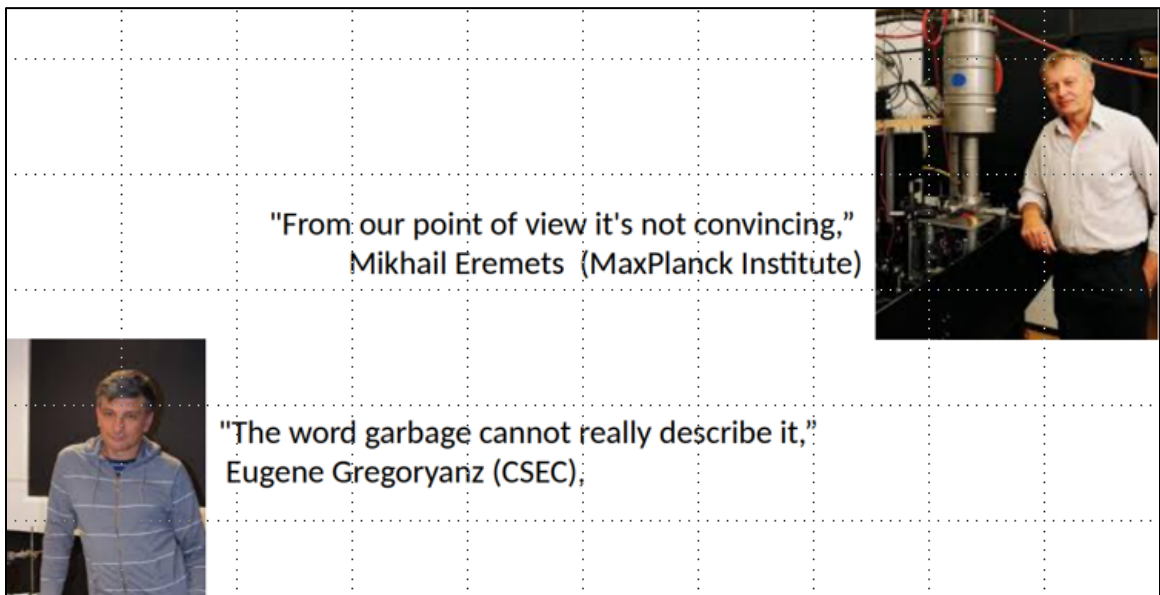 "From our point of view it's not convincing,”
Mikhail Eremets  (MaxPlanck Institute)
"The word garbage cannot really describe it,”
Eugene Gregoryanz (CSEC),